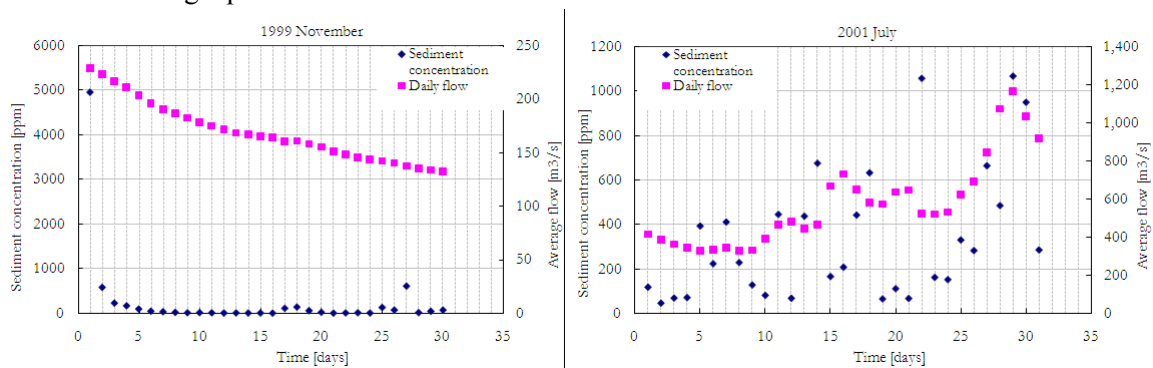 1999 November
Sediment concentration [ppm]
6000
5000
4000
3000
2000
1000
0
Sediment
concentration
Daily flow
250
200
150
100
50
0
Average flow [m3/s]
0 5 10 15 20 25 30 35
Time [days]
2001 July
Sediment concentration [ppm]
1200
1000
800
600
400
200
0
Sediment
concentration
Daily flow
1,400
1,200
1,000
800
600
400
200
0
Average flow [m3/s]
0 5 10 15 20 25 30 35
Time [days]